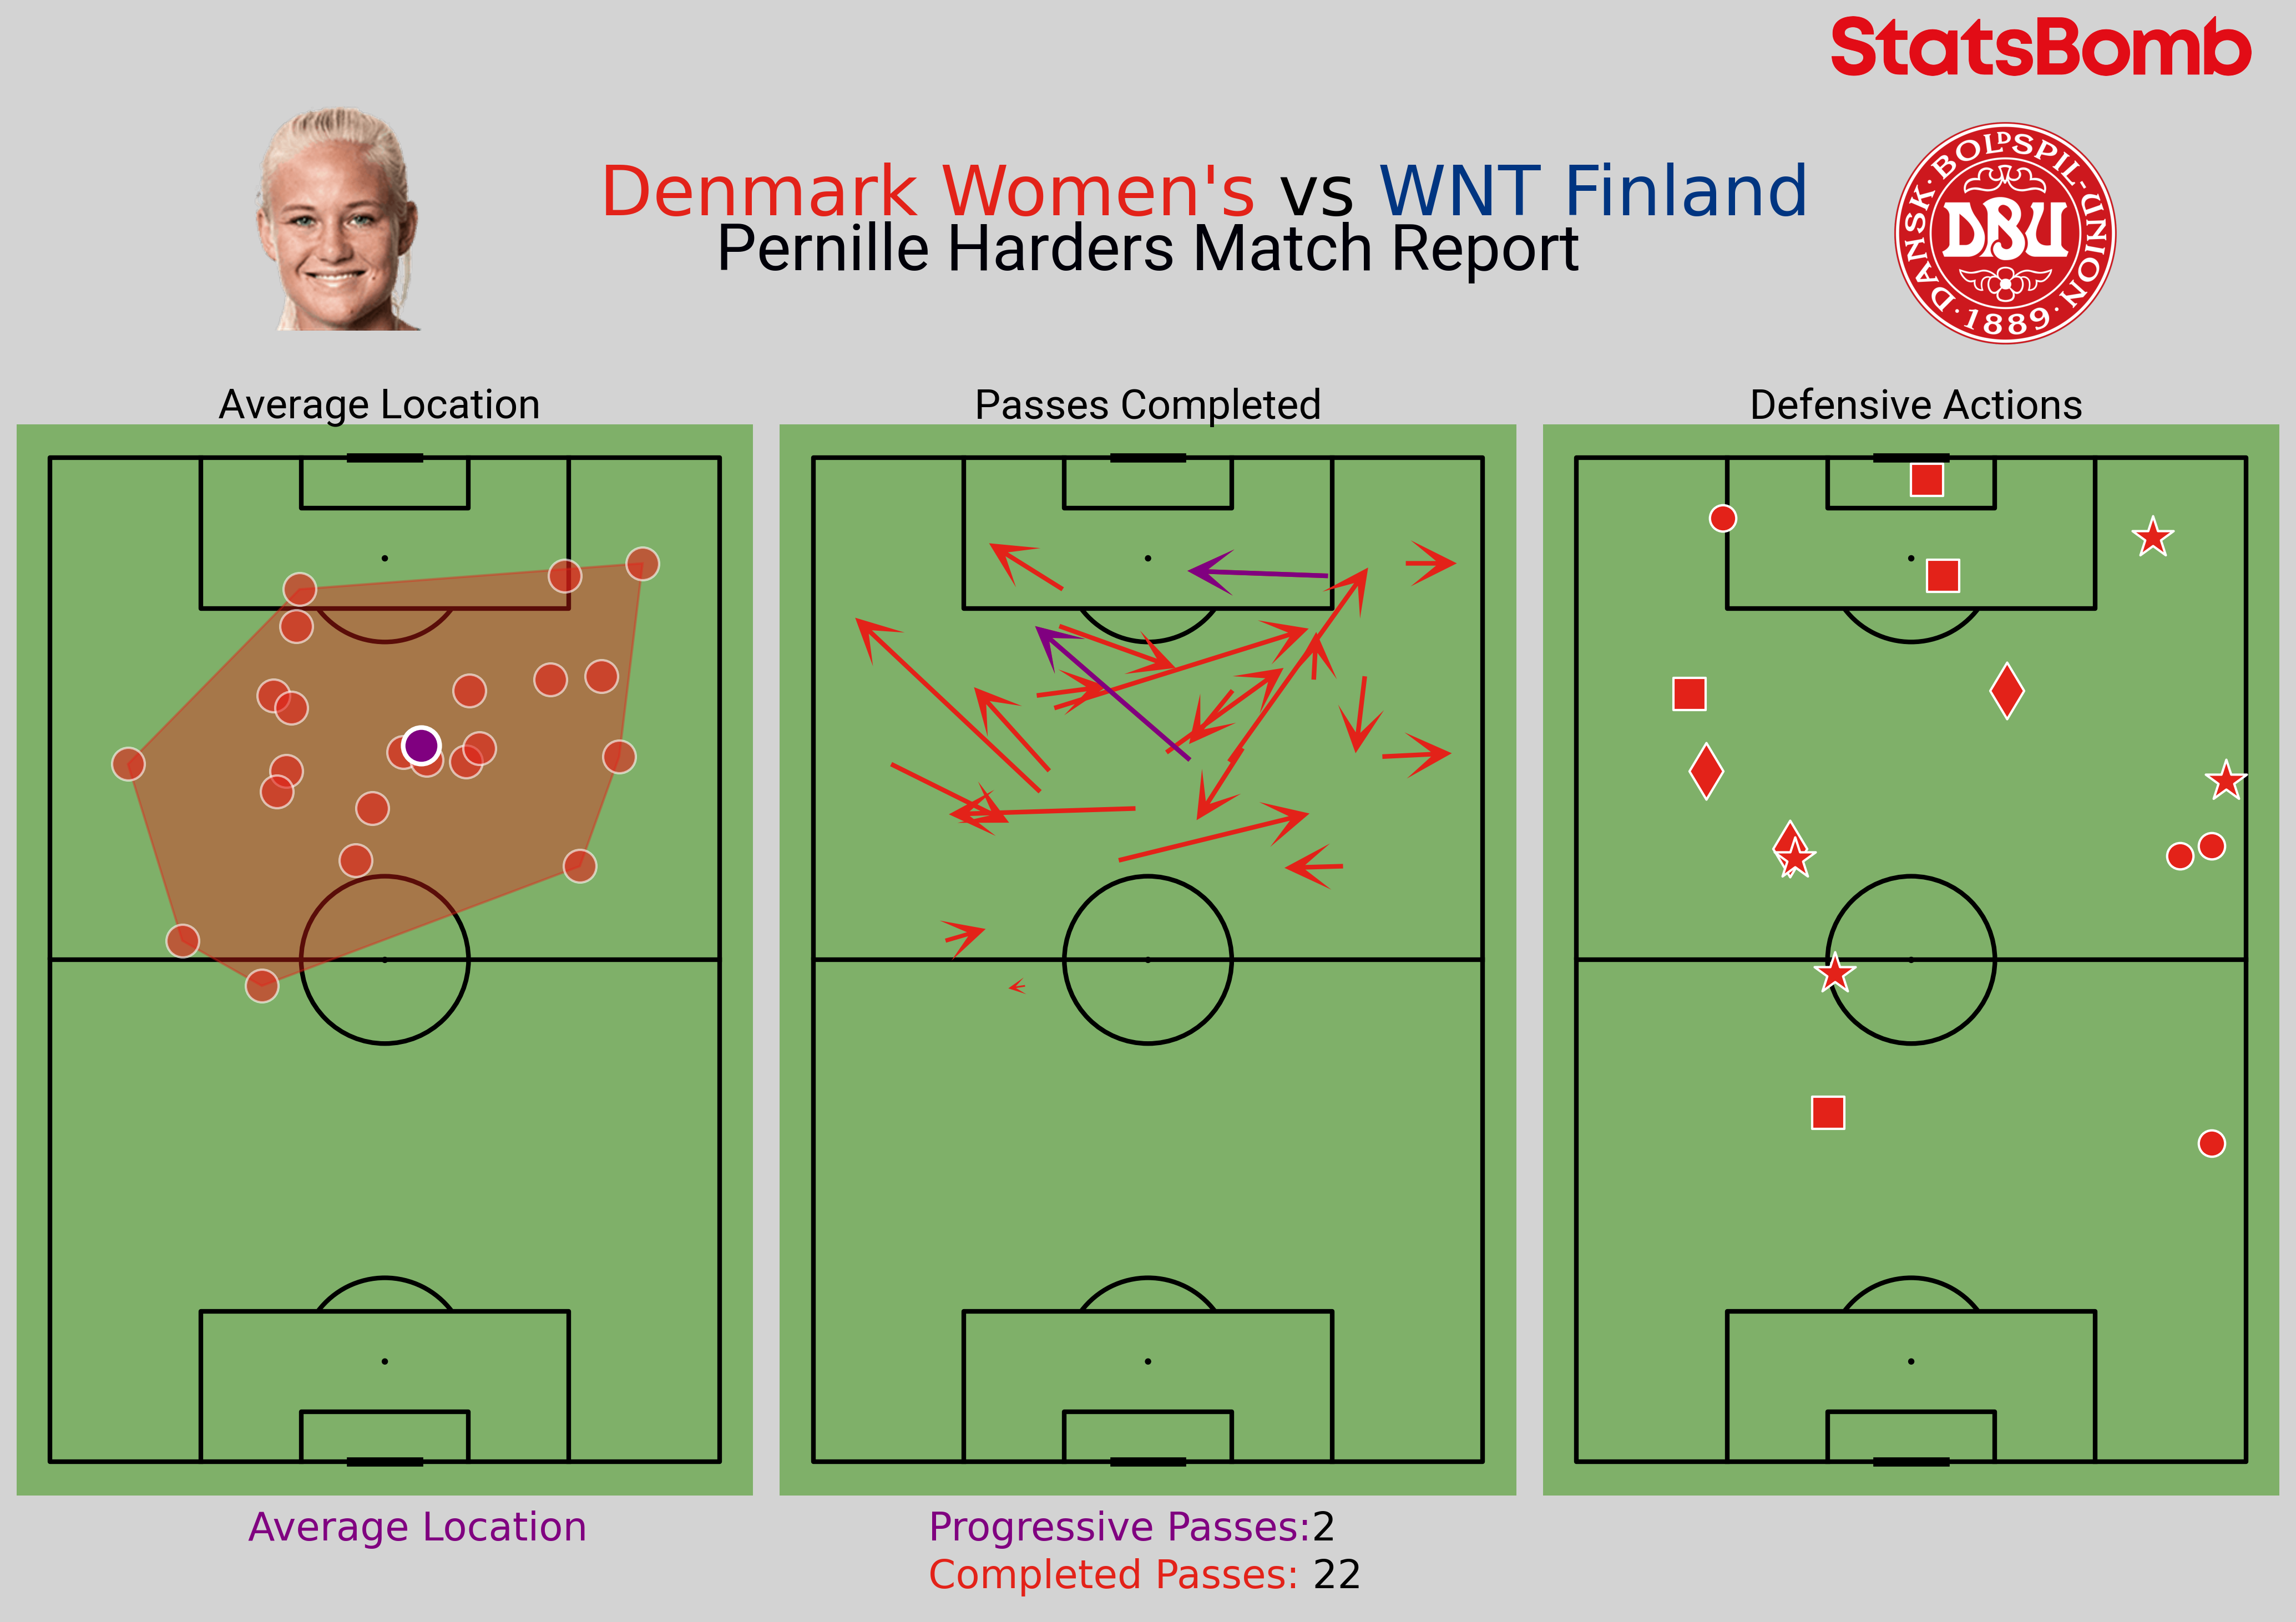 StatsBomb
Denmark Women's vs WNT Finland
Pernille Harders Match Report
DANSK·BOLDSPIL-UNION
·1889·
DBU
Average Location
Passes Completed
Defensive Actions
Average Location
Progressive Passes:2
Completed Passes: 22